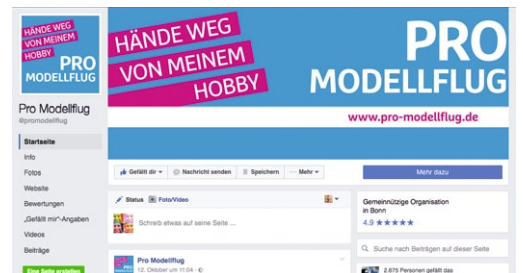 HÄNDE WEG
VON MEINEM
HOBBY
PRO
MODELLFLUG
Pro Modellflug
@promodellflug
Startseite
Info
Fotos
Website
Bewertungen
„Gefällt mir“-Angaben
Videos
Beiträge
Eine Seite erstellen
HÄNDE WEG
VON MEINEM
HOBBY
PRO
MODELLFLUG
www.pro-modellflug.de
Gefällt dir
Nachricht senden
Speichern
Mehr
Mehr dazu
Status
Foto/Video
Schreib etwas auf seine Seite ...
Pro Modellflug
12. Oktober um 11:04
Gemeinnützige Organisation
in Bonn
4.9 ★★★★★
Suche nach Beiträgen auf dieser Seite
2.675 Personen gefällt das